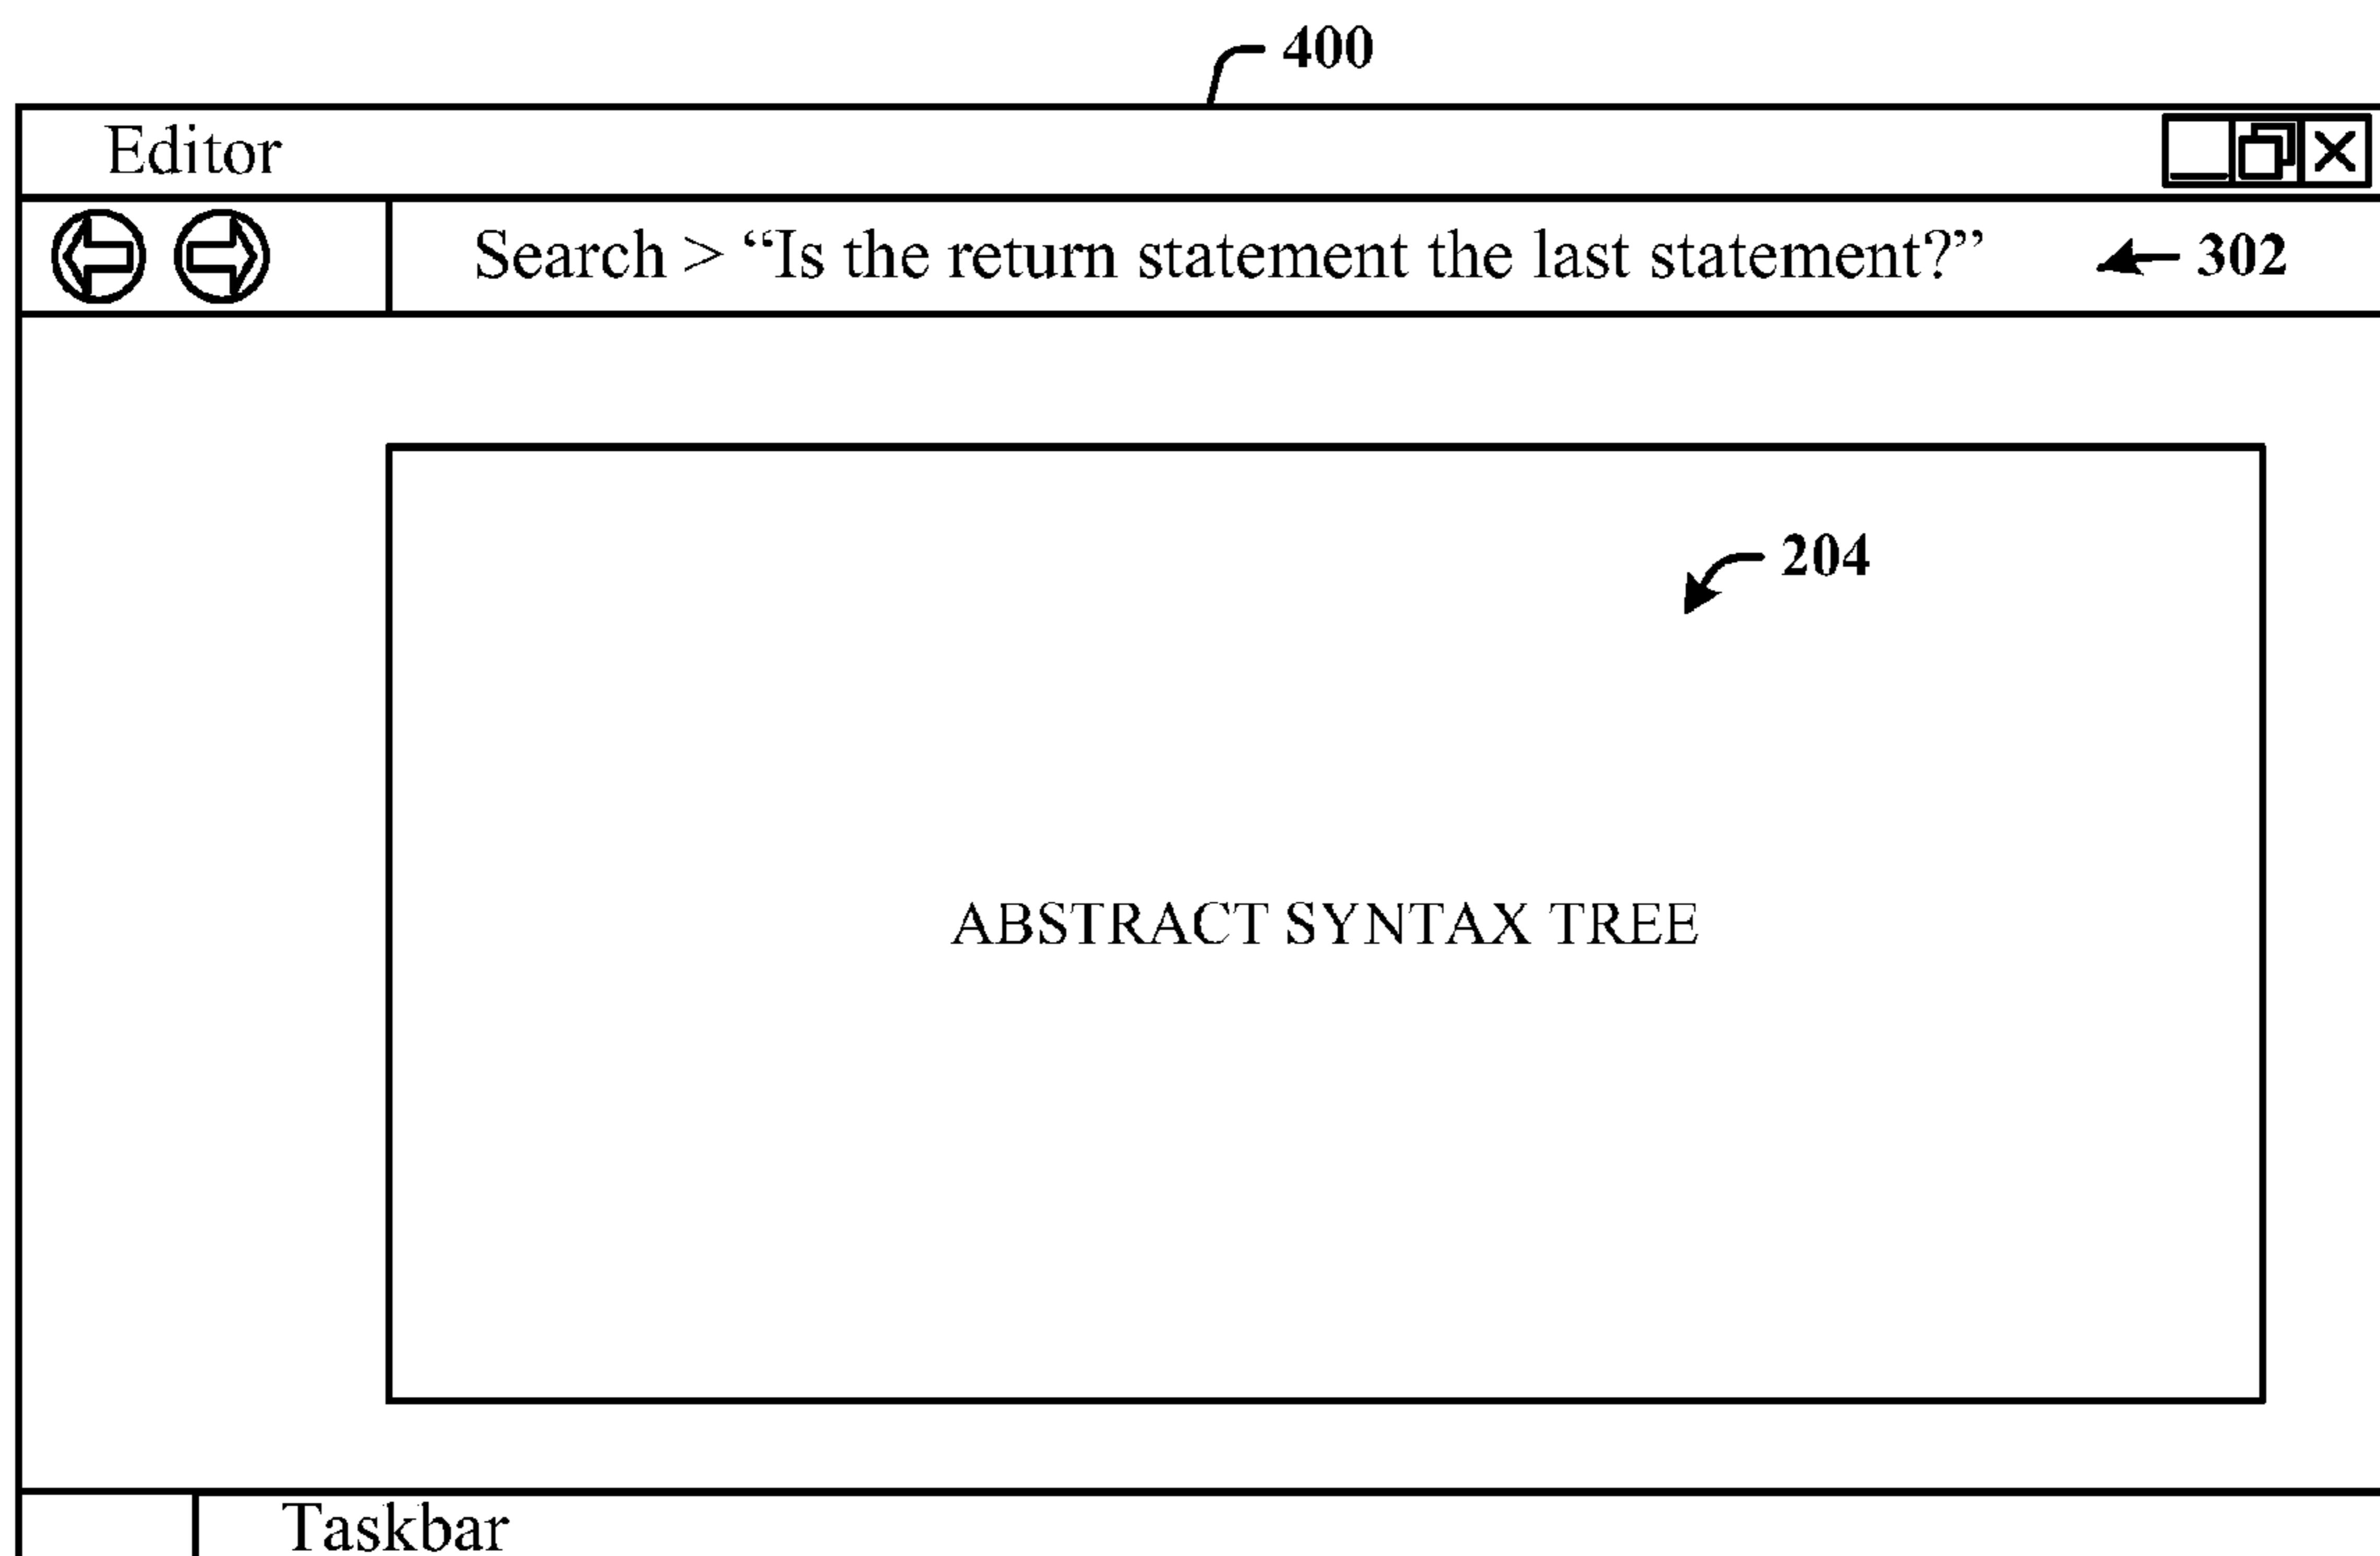 400
Editor
Search > “Is the return statement the last statement?” 302
204
ABSTRACT SYNTAX TREE
Taskbar